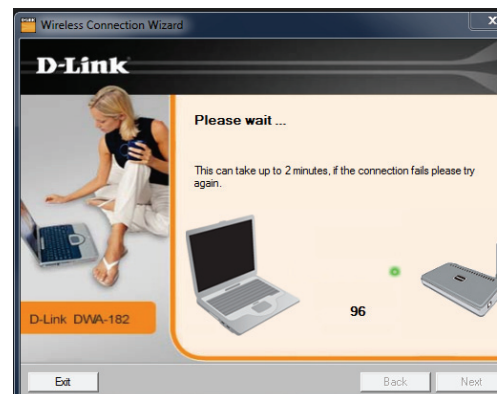 Wireless Connection Wizard
D-Link
Please wait ...
This can take up to 2 minutes, if the connection fails please try
again.
96
D-Link DWA-182
Exit
Back
Next